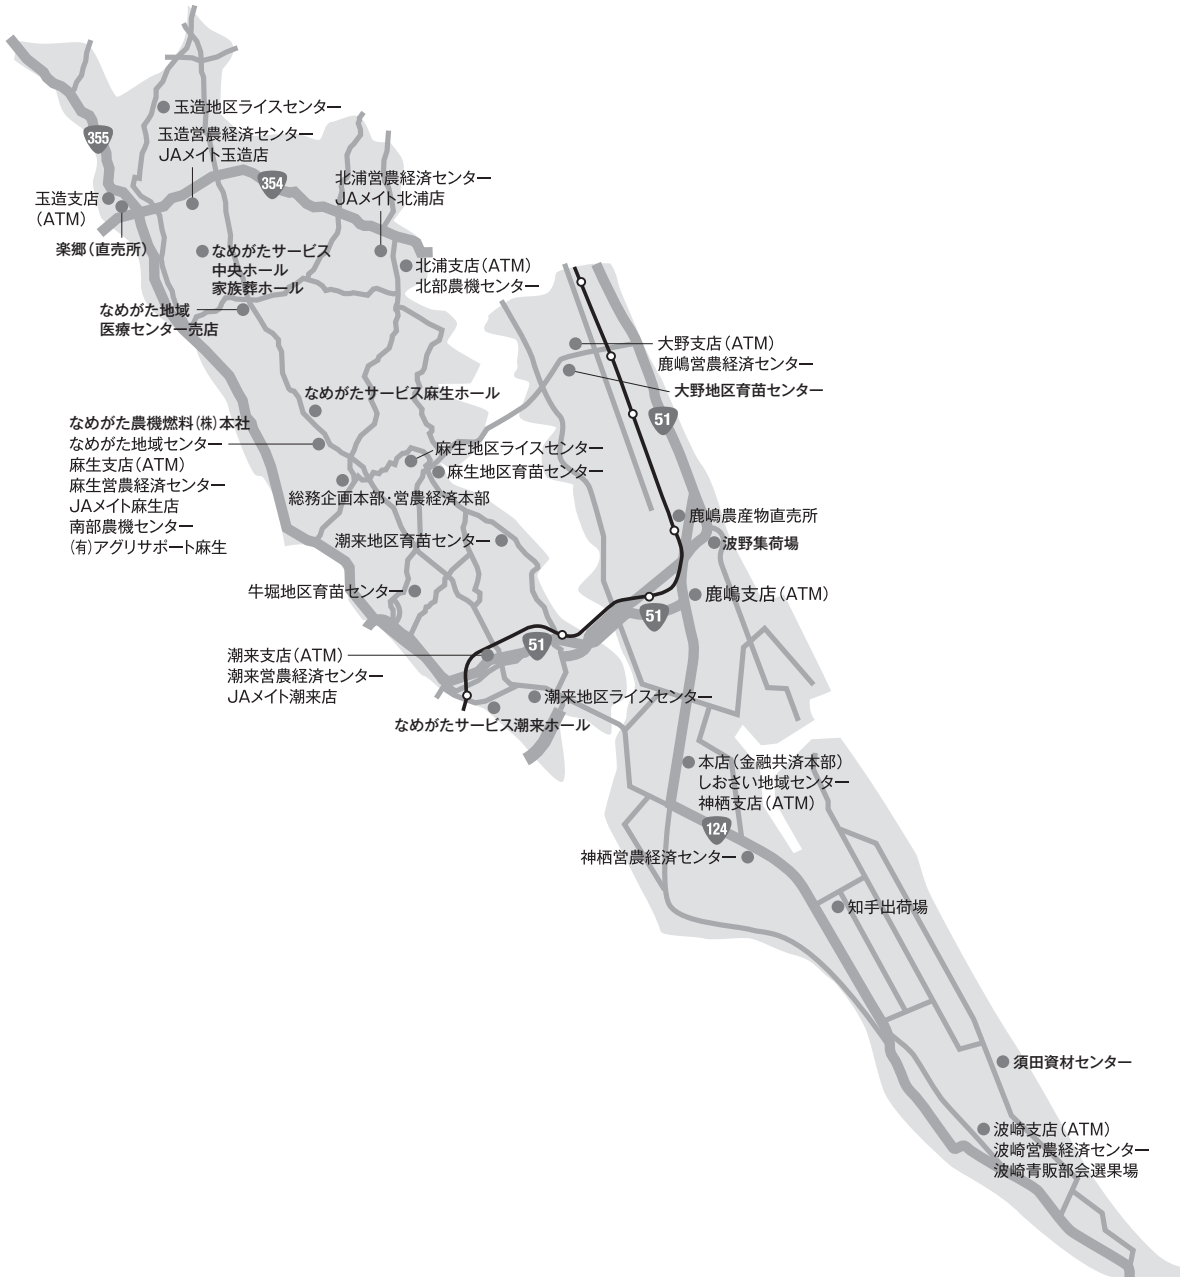 玉造地区ライスセンター
355
玉造営農経済センター
JAメイト玉造店
354
北浦営農経済センター
JAメイト北浦店
玉造支店
(ATM)
楽郷(直売所)
なめがたサービス
中央ホール
家族葬ホール
北浦支店(ATM)
北部農機センター
なめがた地域
医療センター売店
大野支店(ATM)
鹿嶋営農経済センター
大野地区育苗センター
なめがたサービス麻生ホール
51
なめがた農機燃料(株)本社
なめがた地域センター
麻生支店(ATM)
麻生営農経済センター
JAメイト麻生店
南部農機センター
(有)アグリサポート麻生
麻生地区ライスセンター
麻生地区育苗センター
総務企画本部・営農経済本部
鹿嶋農産物直売所
潮来地区育苗センター
波野集荷場
牛堀地区育苗センター
鹿嶋支店(ATM)
51
51
潮来支店(ATM)
潮来営農経済センター
JAメイト潮来店
潮来地区ライスセンター
なめがたサービス潮来ホール
本店(金融共済本部)
しおさい地域センター
神栖支店(ATM)
124
神栖営農経済センター
知手出荷場
須田資材センター
波崎支店(ATM)
波崎営農経済センター
波崎青販部会選果場